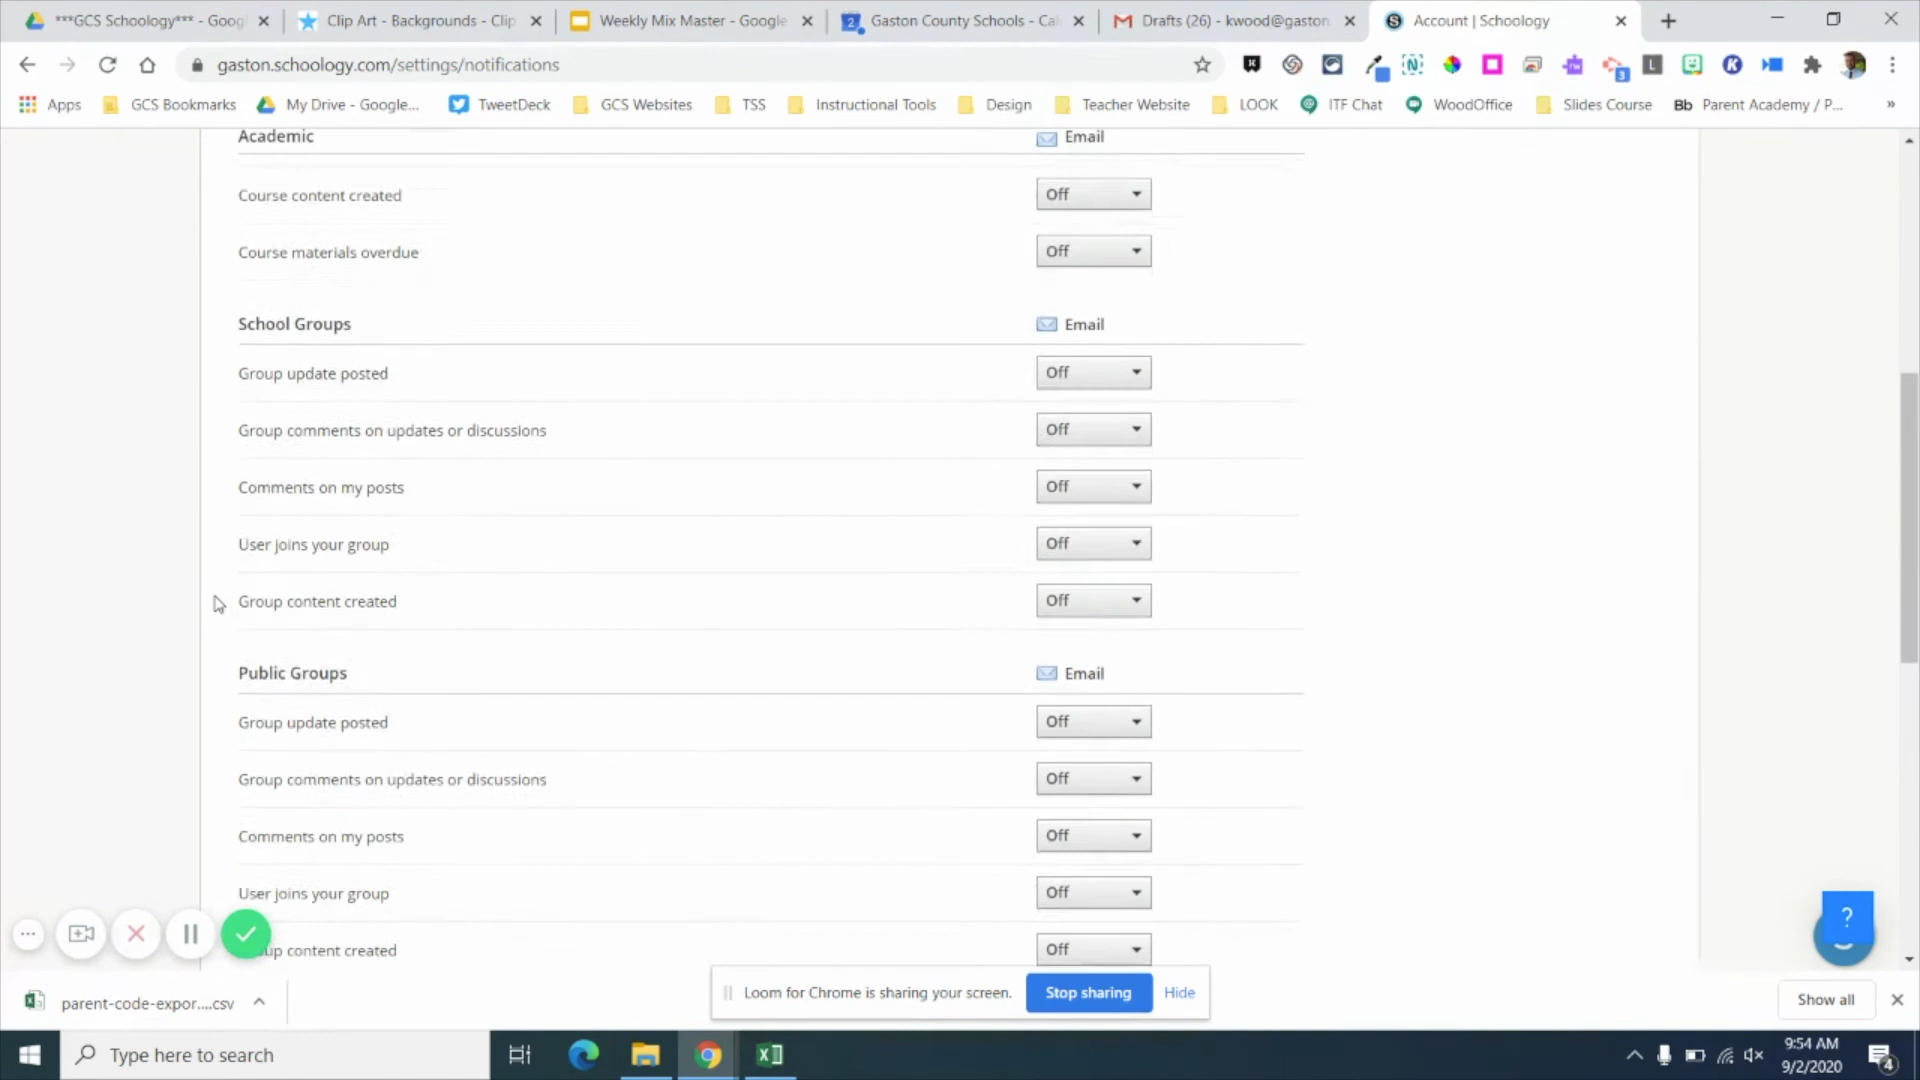 ***GCS Schoology*** - Googl
Clip Art - Backgrounds - Clip
Weekly Mix Master - Google
2
Gaston County Schools - Cal
Drafts (26) - kwood@gaston.
Account | Schoology
gaston.schoology.com/settings/notifications
3
Apps
GCS Bookmarks
My Drive - Google...
TweetDeck
GCS Websites
TSS
Instructional Tools
Design
Teacher Website
LOOK
ITF Chat
WoodOffice
Slides Course
Bb Parent Academy / P...
»
Academic
Email
Course content created
Off
Course materials overdue
Off
School Groups
Email
Group update posted
Off
Group comments on updates or discussions
Off
Comments on my posts
Off
User joins your group
Off
Group content created
Off
Public Groups
Email
Group update posted
Off
Group comments on updates or discussions
Off
Comments on my posts
Off
User joins your group
Off
oup content created
Off
?
parent-code-expor....csv
Loom for Chrome is sharing your screen.
Stop sharing
Hide
Show all
Type here to search
9:54 AM
9/2/2020
4